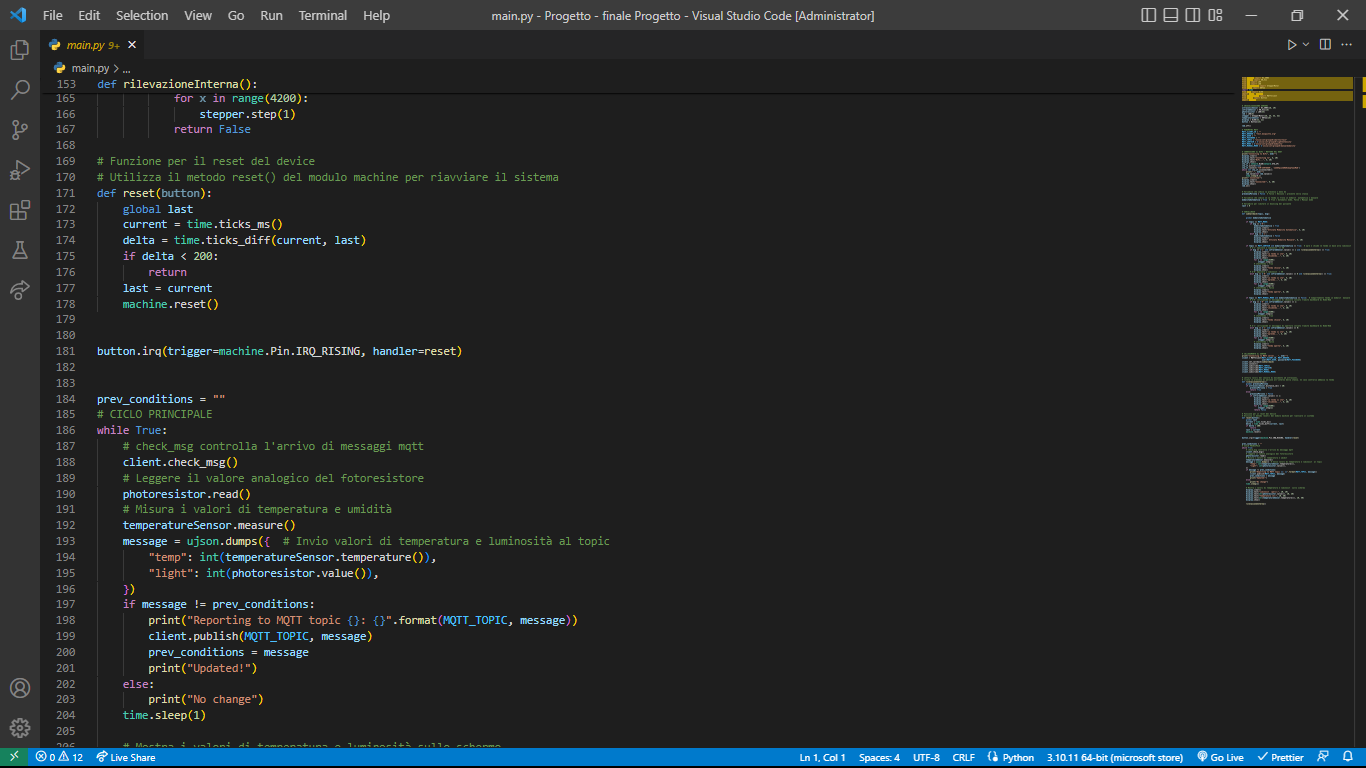 File Edit Selection View Go Run Terminal Help main.py - Progetto - finale Progetto - Visual Studio Code [Administrator]
main.py 9+
main.py > ...
153 def rilevazioneInterna():
165 for x in range(4200):
166 stepper.step(1)
167 return False
168
169 # Funzione per il reset del device
170 # Utilizza il metodo reset() del modulo machine per riavviare il sistema
171 def reset(button):
172 global last
173 current = time.ticks_ms()
174 delta = time.ticks_diff(current, last)
175 if delta < 200:
176 return
177 last = current
178 machine.reset()
179
180
181 button.irq(trigger=machine.Pin.IRQ_RISING, handler=reset)
182
183
184 prev_conditions = ""
185 # CICLO PRINCIPALE
186 while True:
187 # check_msg controlla l'arrivo di messaggi mqtt
188 client.check_msg()
189 # Leggere il valore analogico del fotoresistore
190 photoresistor.read()
191 # Misura i valori di temperatura e umidità
192 temperatureSensor.measure()
193 message = ujson.dumps({ # Invio valori di temperatura e luminosità al topic
194 "temp": int(temperatureSensor.temperature()),
195 "light": int(photoresistor.value()),
196 })
197 if message != prev_conditions:
198 print("Reporting to MQTT topic {}: {}".format(MQTT_TOPIC, message))
199 client.publish(MQTT_TOPIC, message)
200 prev_conditions = message
201 print("Updated!")
202 else:
203 print("No change")
204 time.sleep(1)
205
206 # Mostra i valori di temperatura e luminosità sullo schermo
0 12 Live Share Ln 1, Col 1 Spaces: 4 UTF-8 CRLF Python 3.10.11 64-bit (microsoft store) Go Live Prettier